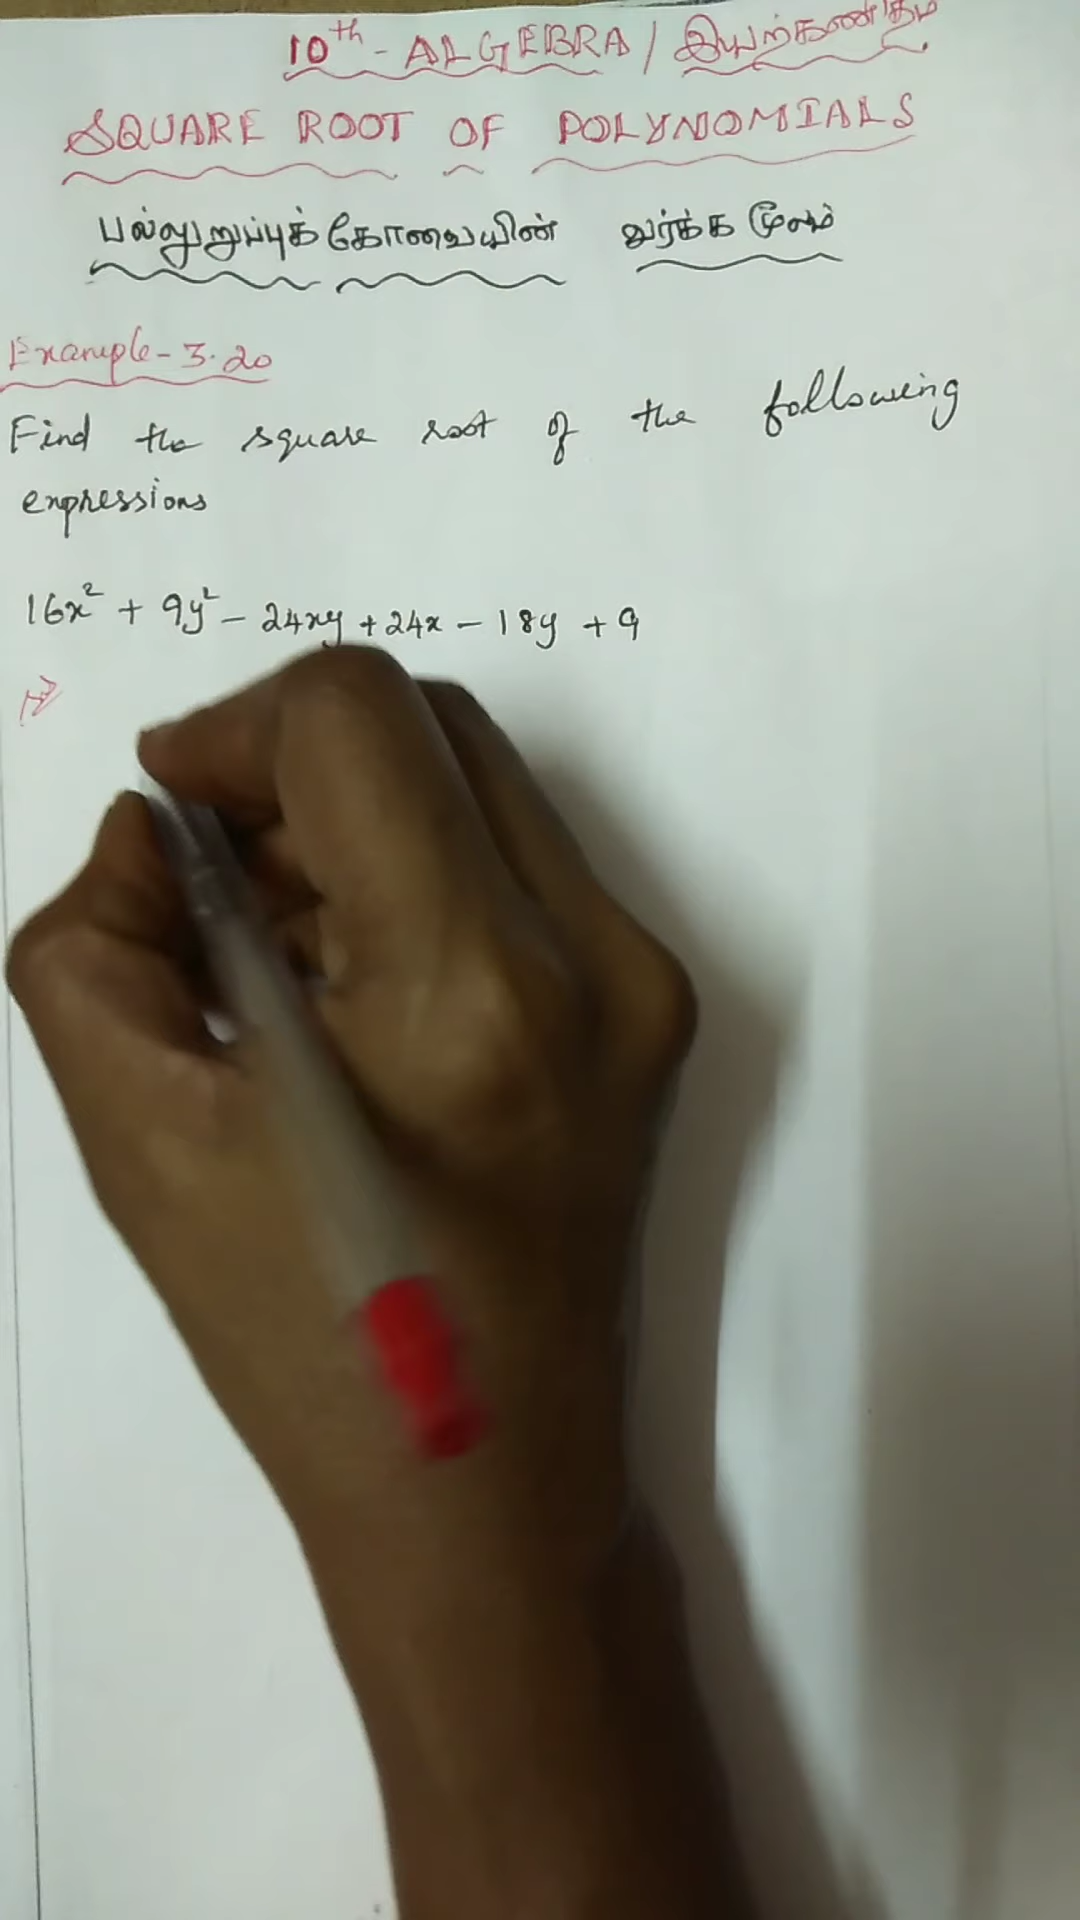 10th - ALGEBRA / இயற்கணிதம்
SQUARE ROOT OF POLYNOMIALS
பல்லுறுப்புக் கோவையின் வர்க்க மூலம்
Example - 3.20
Find the square root of the following
expressions
16x² + 9y² - 24xy + 24x - 18y + 9